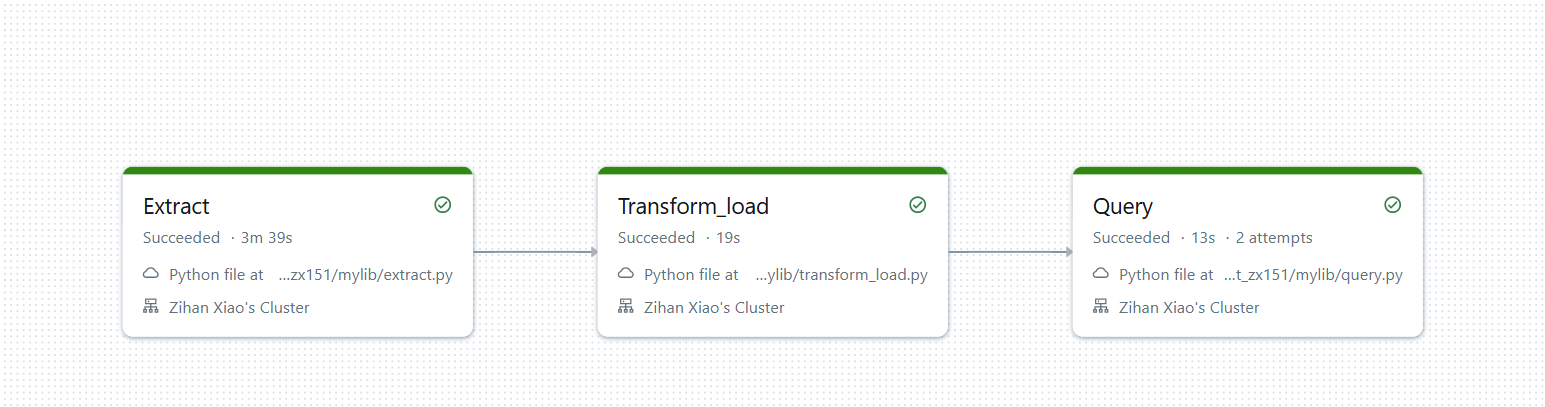 Extract
Succeeded · 3m 39s
Python file at ...zx151/mylib/extract.py
Zihan Xiao's Cluster
Transform_load
Succeeded · 19s
Python file at ...ylib/transform_load.py
Zihan Xiao's Cluster
Query
Succeeded · 13s · 2 attempts
Python file at ...t_zx151/mylib/query.py
Zihan Xiao's Cluster